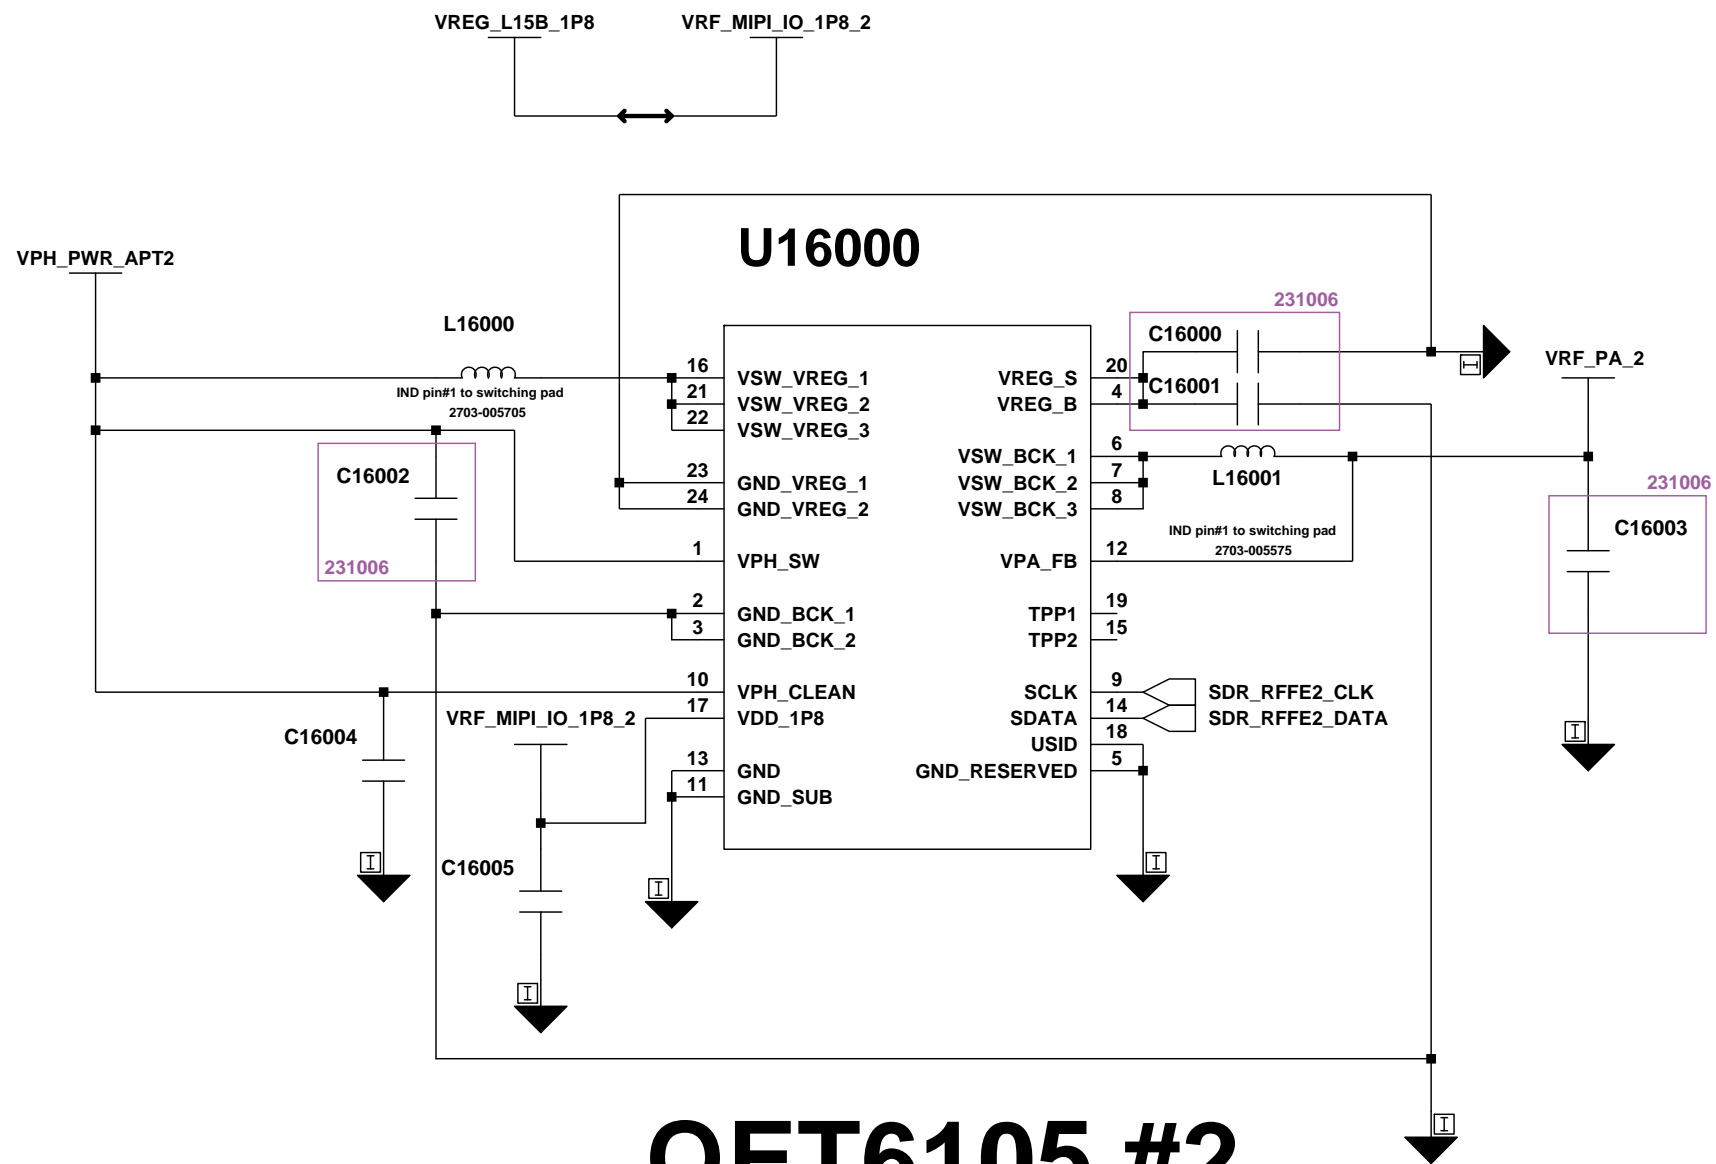 VREG_L15B_1P8
VRF_MIPI_IO_1P8_2
VPH_PWR_APT2
U16000
L16000
IND pin#1 to switching pad
2703-005705
231006
C16000
C16001
VRF_PA_2
16 VSW_VREG_1
21 VSW_VREG_2
22 VSW_VREG_3
23 GND_VREG_1
24 GND_VREG_2
1 VPH_SW
2 GND_BCK_1
3 GND_BCK_2
10 VPH_CLEAN
17 VDD_1P8
13 GND
11 GND_SUB
VREG_S 20
VREG_B 4
VSW_BCK_1 6
VSW_BCK_2 7
VSW_BCK_3 8
VPA_FB 12
TPP1 19
TPP2 15
SCLK 9
SDATA 14
USID 18
GND_RESERVED 5
C16002
231006
L16001
IND pin#1 to switching pad
2703-005575
231006
C16003
SDR_RFFE2_CLK
SDR_RFFE2_DATA
VRF_MIPI_IO_1P8_2
C16004
C16005
I
I
I
I
I
I
I
QET6105 #2